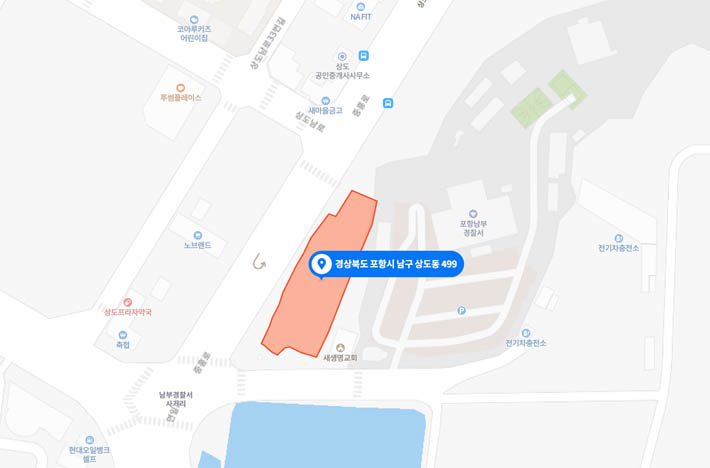 코아루키즈
어린이집
NA FIT
상도남로33번길
상도
공인중개사사무소
투썸플레이스
새마을금고
중흥로
상도남로
포항남부
경찰서
노브랜드
전기차충전소
경상북도 포항시 남구 상도동 499
상도프라자약국
P
축협
전기차충전소
새생명교회
중흥로
남부경찰서
사거리
연일
현대오일뱅크
셀프